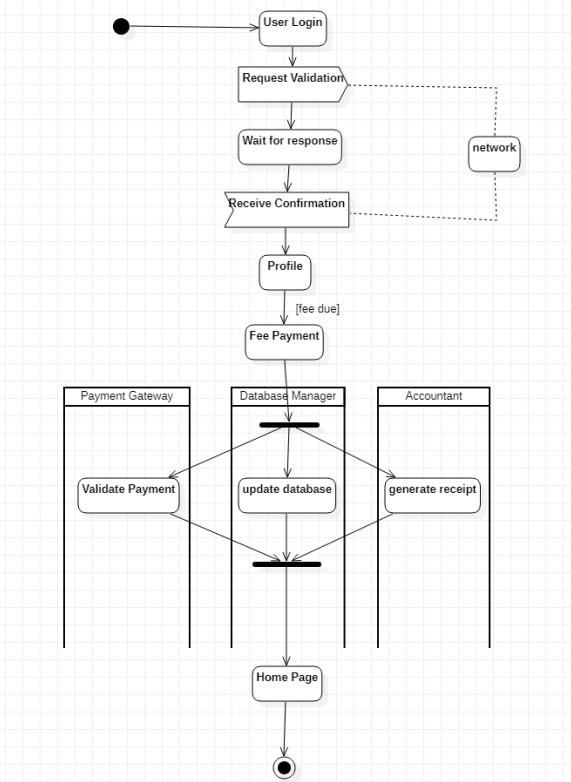 User Login
Request Validation
Wait for response
network
Receive Confirmation
Profile
[fee due]
Fee Payment
Payment Gateway
Database Manager
Accountant
Validate Payment
update database
generate receipt
Home Page